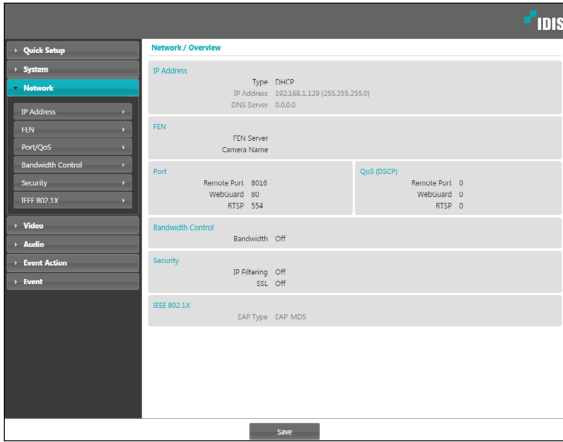 IDIS
Quick Setup
System
Network
IP Address
FEN
Port/QoS
Bandwidth Control
Security
IEEE 802.1X
Video
Audio
Event Action
Event
Network / Overview
IP Address
Type DHCP
IP Address 192.168.1.129 (255.255.255.0)
DNS Server 0.0.0.0
FEN
FEN Server
Camera Name
Port
Remote Port 8016
WebGuard 80
RTSP 554
QoS (DSCP)
Remote Port 0
WebGuard 0
RTSP 0
Bandwidth Control
Bandwidth Off
Security
IP Filtering Off
SSL Off
IEEE 802.1X
EAP Type EAP MD5
Save